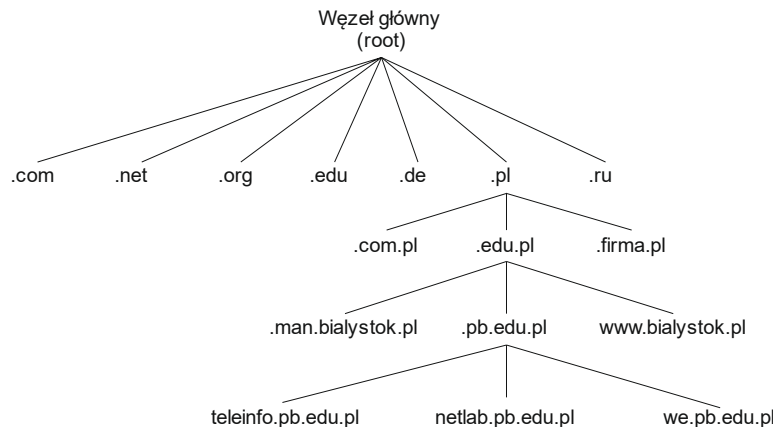 Węzeł główny
(root)
.com .net .org .edu .de .pl .ru
.com.pl .edu.pl .firma.pl
.man.bialystok.pl .pb.edu.pl www.bialystok.pl
teleinfo.pb.edu.pl netlab.pb.edu.pl we.pb.edu.pl